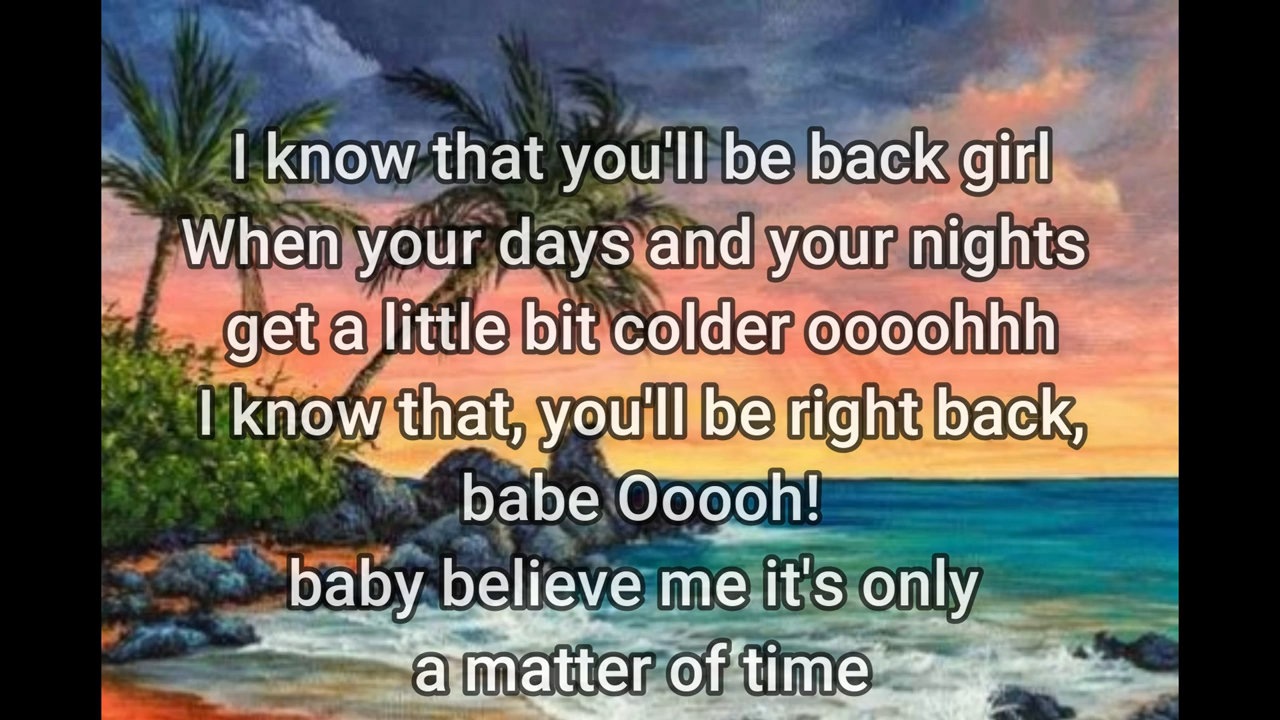 I know that you'll be back girl
When your days and your nights
get a little bit colder oooohhh
I know that, you'll be right back,
babe Ooooh!
baby believe me it's only
a matter of time